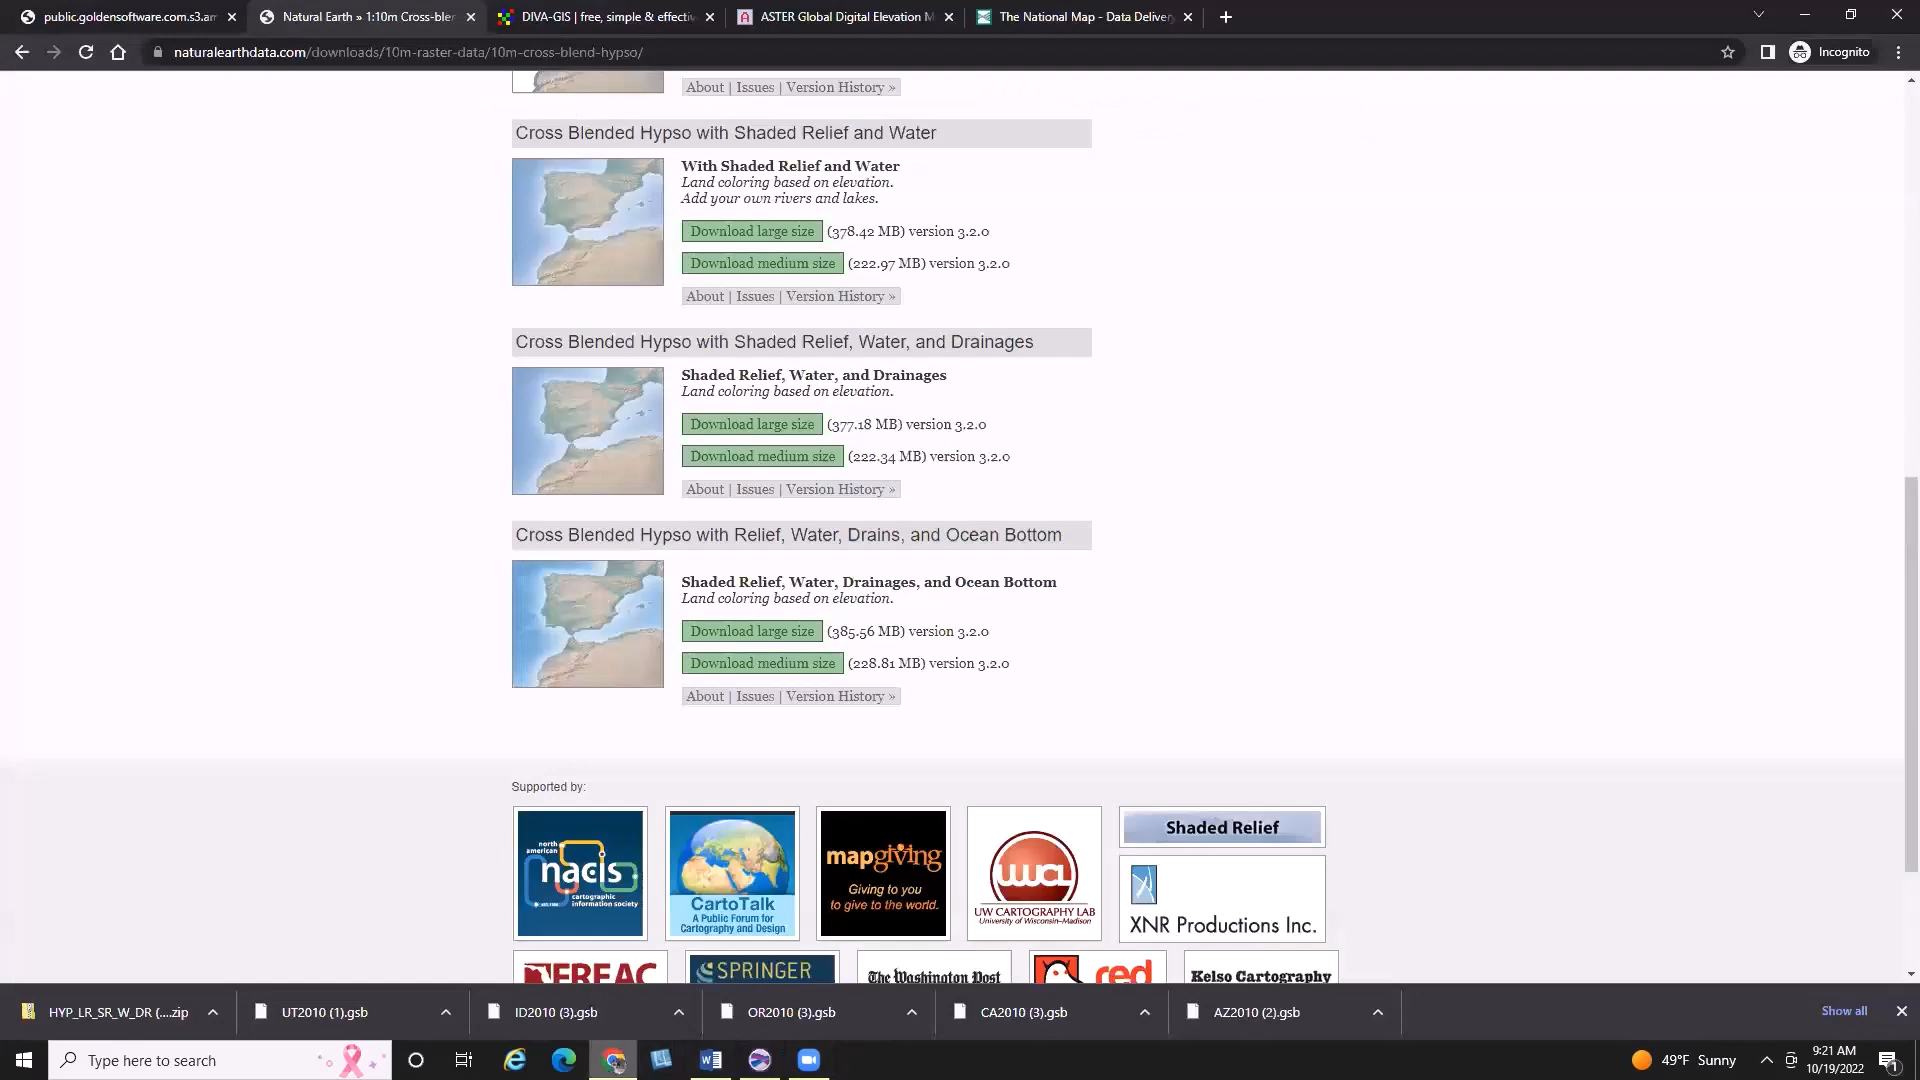 public.goldensoftware.com.s3.am
Natural Earth » 1:10m Cross-blen
DIVA-GIS | free, simple & effectiv
ASTER Global Digital Elevation M
The National Map - Data Delivery
naturalearthdata.com/downloads/10m-raster-data/10m-cross-blend-hypso/
Incognito
About | Issues | Version History »
Cross Blended Hypso with Shaded Relief and Water
With Shaded Relief and Water
Land coloring based on elevation.
Add your own rivers and lakes.
Download large size (378.42 MB) version 3.2.0
Download medium size (222.97 MB) version 3.2.0
About | Issues | Version History »
Cross Blended Hypso with Shaded Relief, Water, and Drainages
Shaded Relief, Water, and Drainages
Land coloring based on elevation.
Download large size (377.18 MB) version 3.2.0
Download medium size (222.34 MB) version 3.2.0
About | Issues | Version History »
Cross Blended Hypso with Relief, Water, Drains, and Ocean Bottom
Shaded Relief, Water, Drainages, and Ocean Bottom
Land coloring based on elevation.
Download large size (385.56 MB) version 3.2.0
Download medium size (228.81 MB) version 3.2.0
About | Issues | Version History »
Supported by:
north american
nacis
cartographic information society
CartoTalk
A Public Forum for
Cartography and Design
mapgiving
Giving to you
to give to the world.
WCL
UW CARTOGRAPHY LAB
University of Wisconsin–Madison
Shaded Relief
XNR Productions Inc.
FREAC
SPRINGER
The Washington Post
red
Kelso Cartography
HYP_LR_SR_W_DR (....zip
UT2010 (1).gsb
ID2010 (3).gsb
OR2010 (3).gsb
CA2010 (3).gsb
AZ2010 (2).gsb
Show all
Type here to search
49°F Sunny
9:21 AM
10/19/2022
1